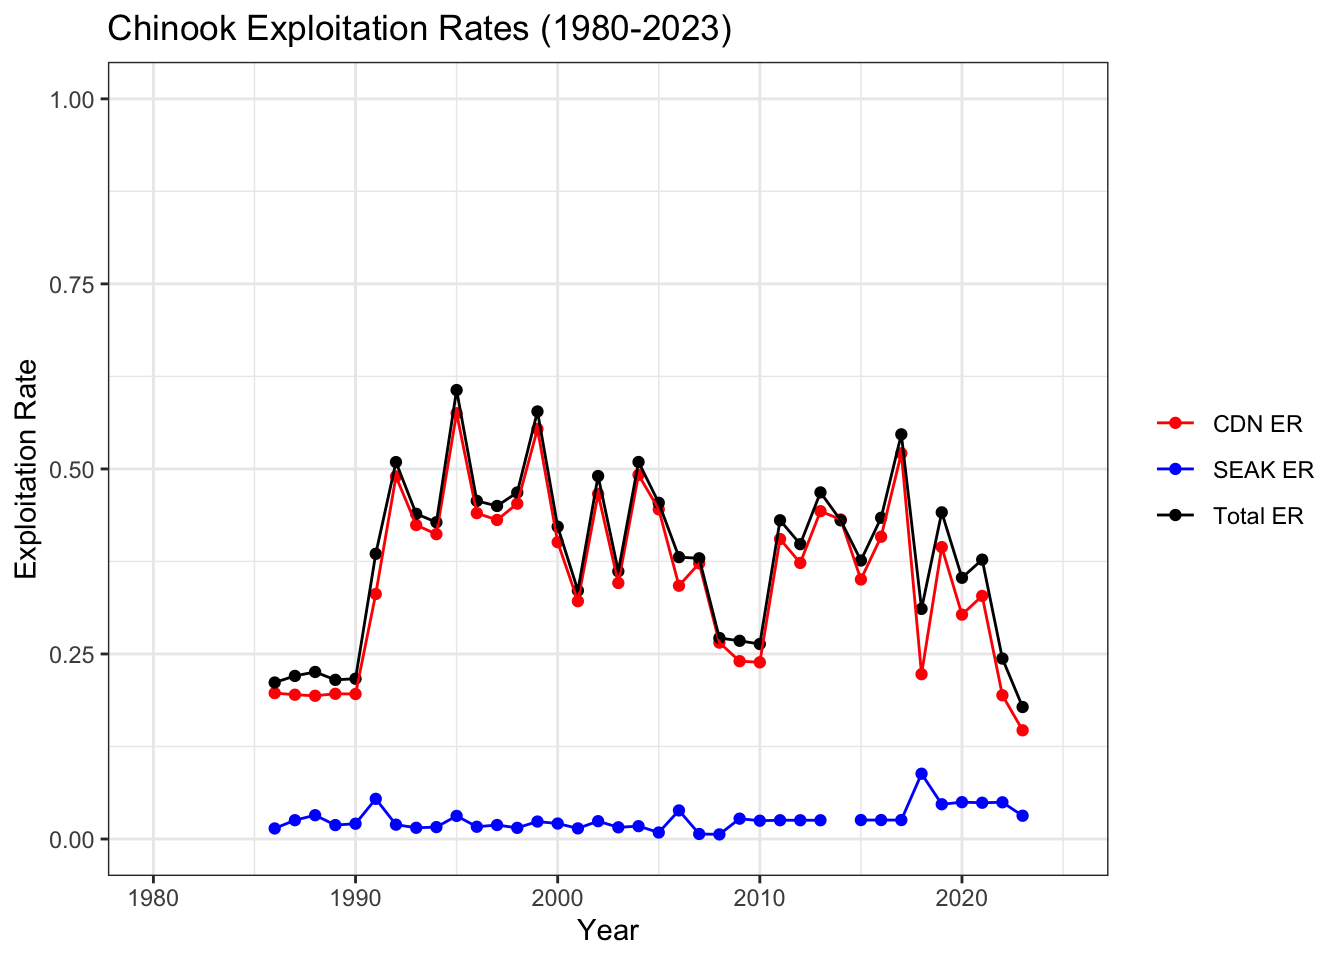 Chinook Exploitation Rates (1980-2023)
1.00
0.75
0.50
0.25
0.00
Exploitation Rate
1980 1990 2000 2010 2020
Year
CDN ER
SEAK ER
Total ER